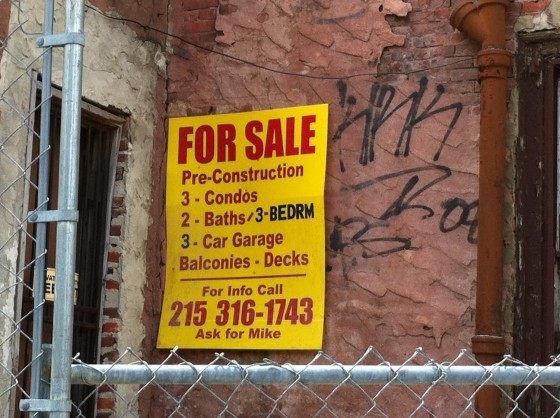 FOR SALE
Pre-Construction
3 - Condos
2 - Baths/3-BEDRM
3 - Car Garage
Balconies - Decks
For Info Call
215 316-1743
Ask for Mike